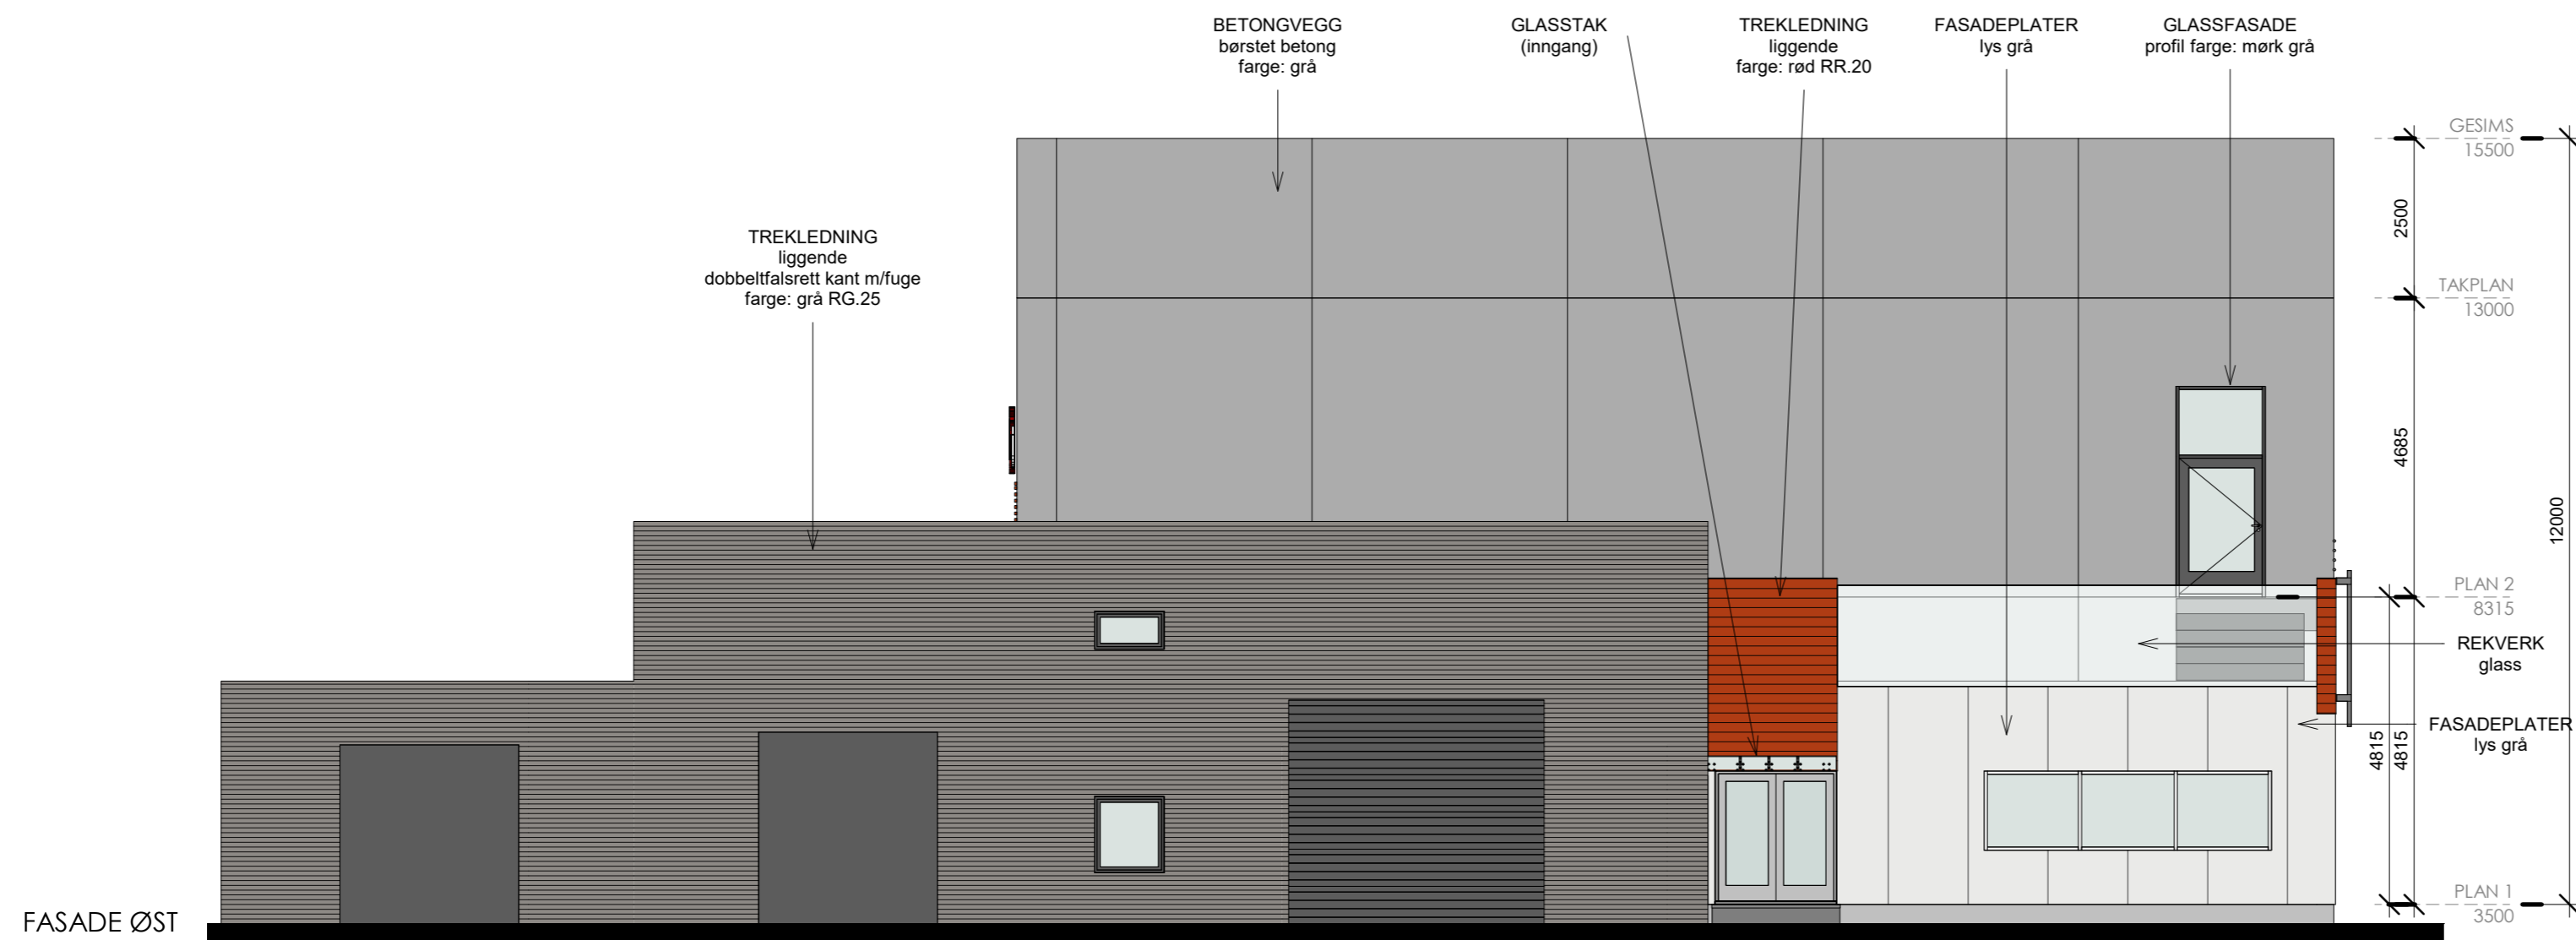 BETONGVEGG
børstet betong
farge: grå
GLASSTAK
(inngang)
TREKLEDNING
liggende
farge: rød RR.20
FASADEPLATER
lys grå
GLASSFASADE
profil farge: mørk grå
TREKLEDNING
liggende
dobbeltfalsrett kant m/fuge
farge: grå RG.25
GESIMS
15500
2500
TAKPLAN
13000
4685
12000
PLAN 2
8315
REKVERK
glass
FASADEPLATER
lys grå
4815
4815
PLAN 1
3500
FASADE ØST